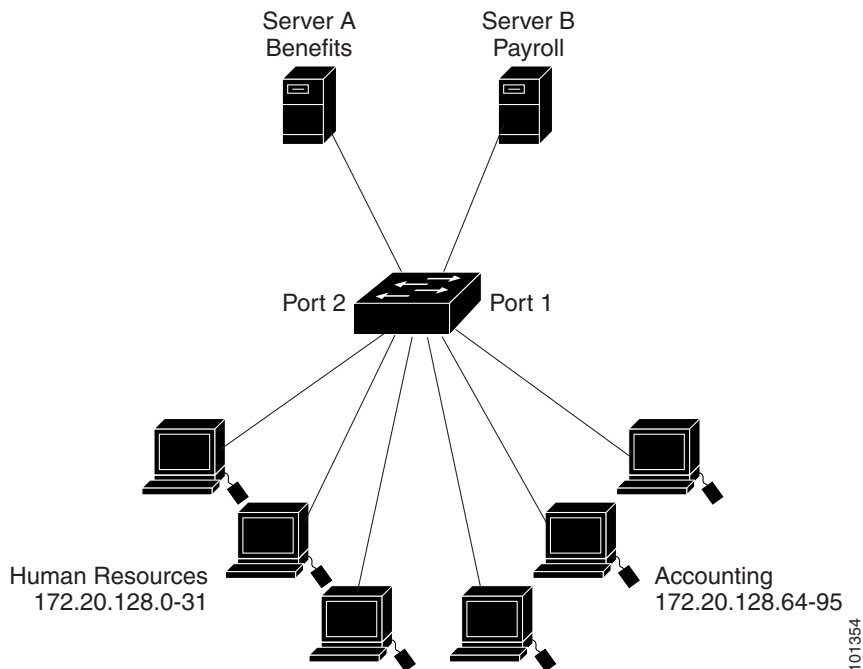 Server A
Benefits
Server B
Payroll
Port 2
Port 1
Human Resources
172.20.128.0-31
Accounting
172.20.128.64-95
101354